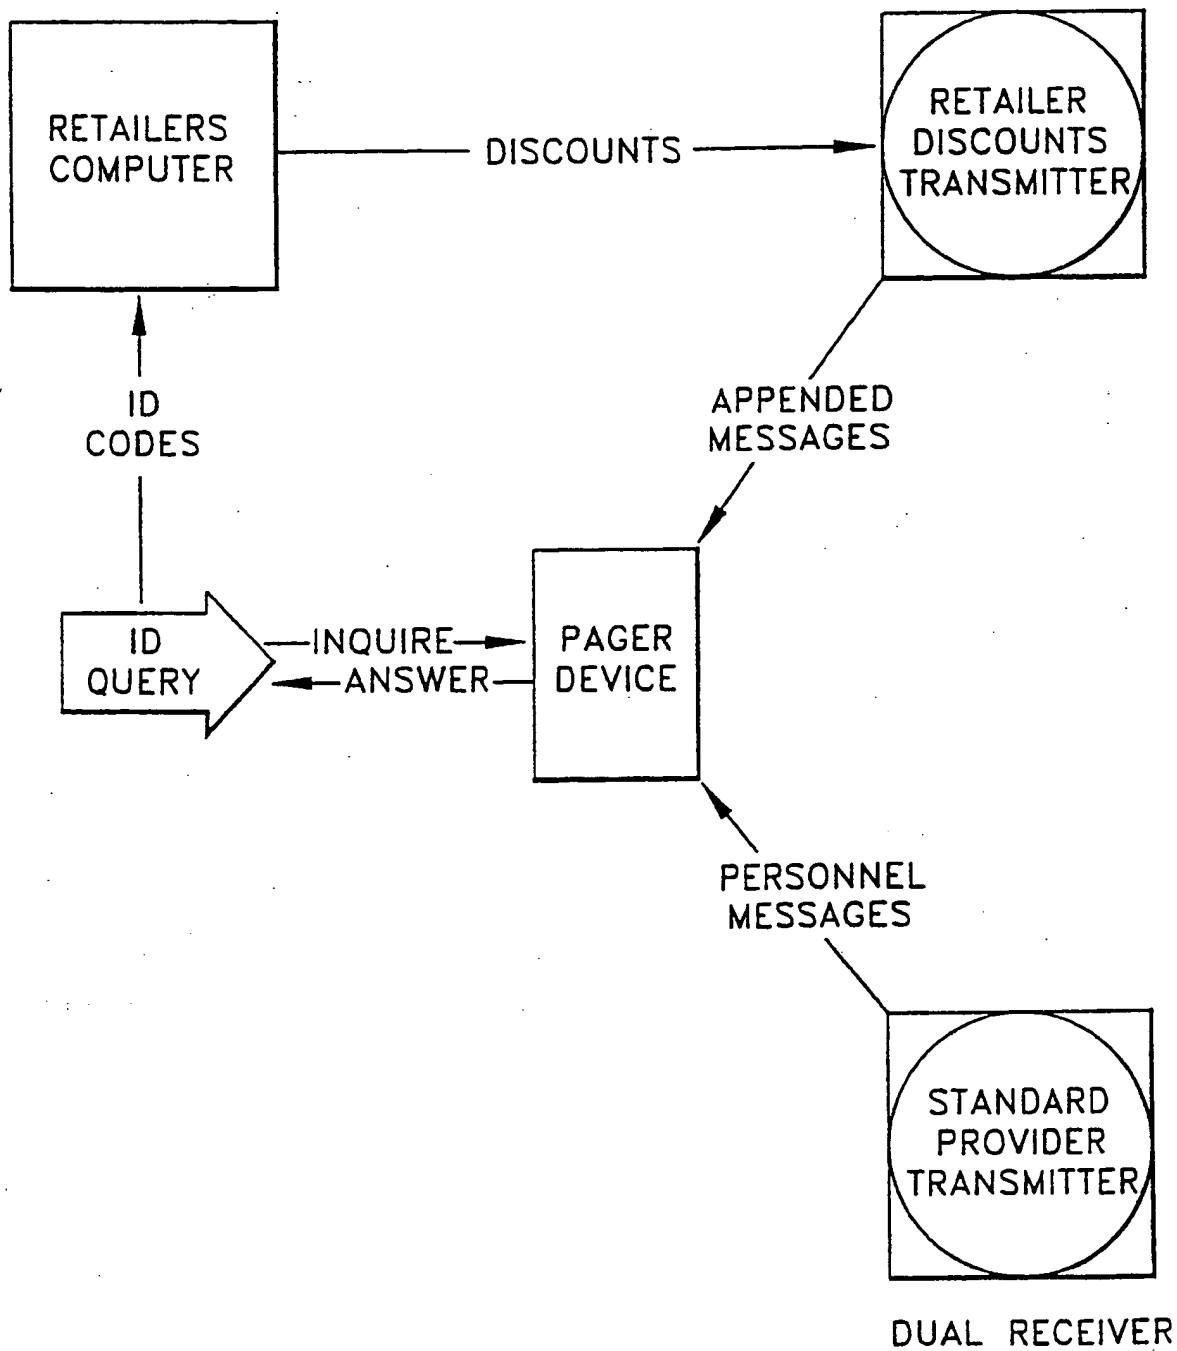 RETAILERS
COMPUTER
DISCOUNTS
RETAILER
DISCOUNTS
TRANSMITTER
ID
CODES
APPENDED
MESSAGES
ID
QUERY
INQUIRE
ANSWER
PAGER
DEVICE
PERSONNEL
MESSAGES
STANDARD
PROVIDER
TRANSMITTER
DUAL RECEIVER